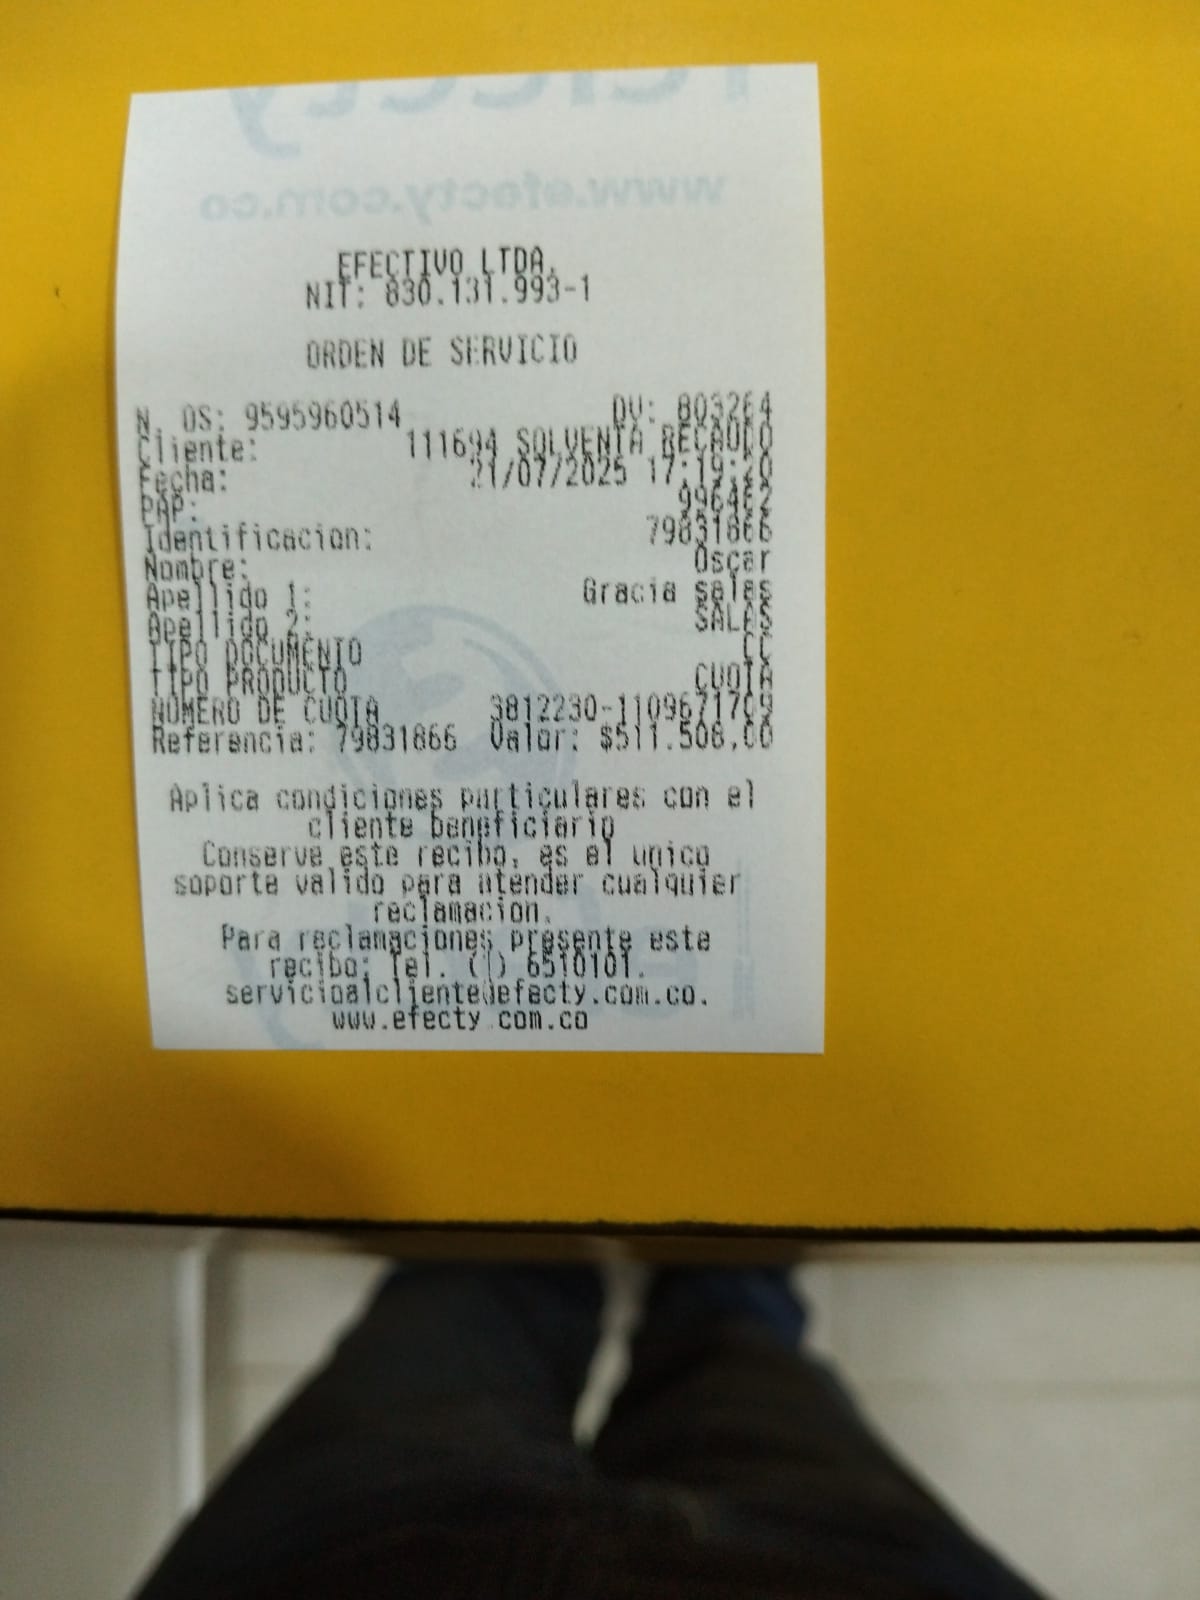 www.efecty.com.co
EFECTIVO LTDA.
NIT: 830.131.993-1
ORDEN DE SERVICIO
N. OS: 9595960514 DV: 803264
Cliente: 111694 SOLVENTA RECAUDO
Fecha: 21/07/2025 17:19:20
PAP: 996462
Identificacion: 79831866
Nombre: Oscar
Apellido 1: Gracia salas
Apellido 2: SALAS
TIPO DOCUMENTO CC
TIPO PRODUCTO CUOTA
NUMERO DE CUOTA 3812230-1109671709
Referencia: 79831866 Valor: $511.508,00
Aplica condiciones particulares con el
cliente beneficiario
Conserve este recibo, es el unico
soporte valido para atender cualquier
reclamacion.
Para reclamaciones presente este
recibo: Tel. (1) 6510101.
servicioalcliente@efecty.com.co.
www.efecty.com.co